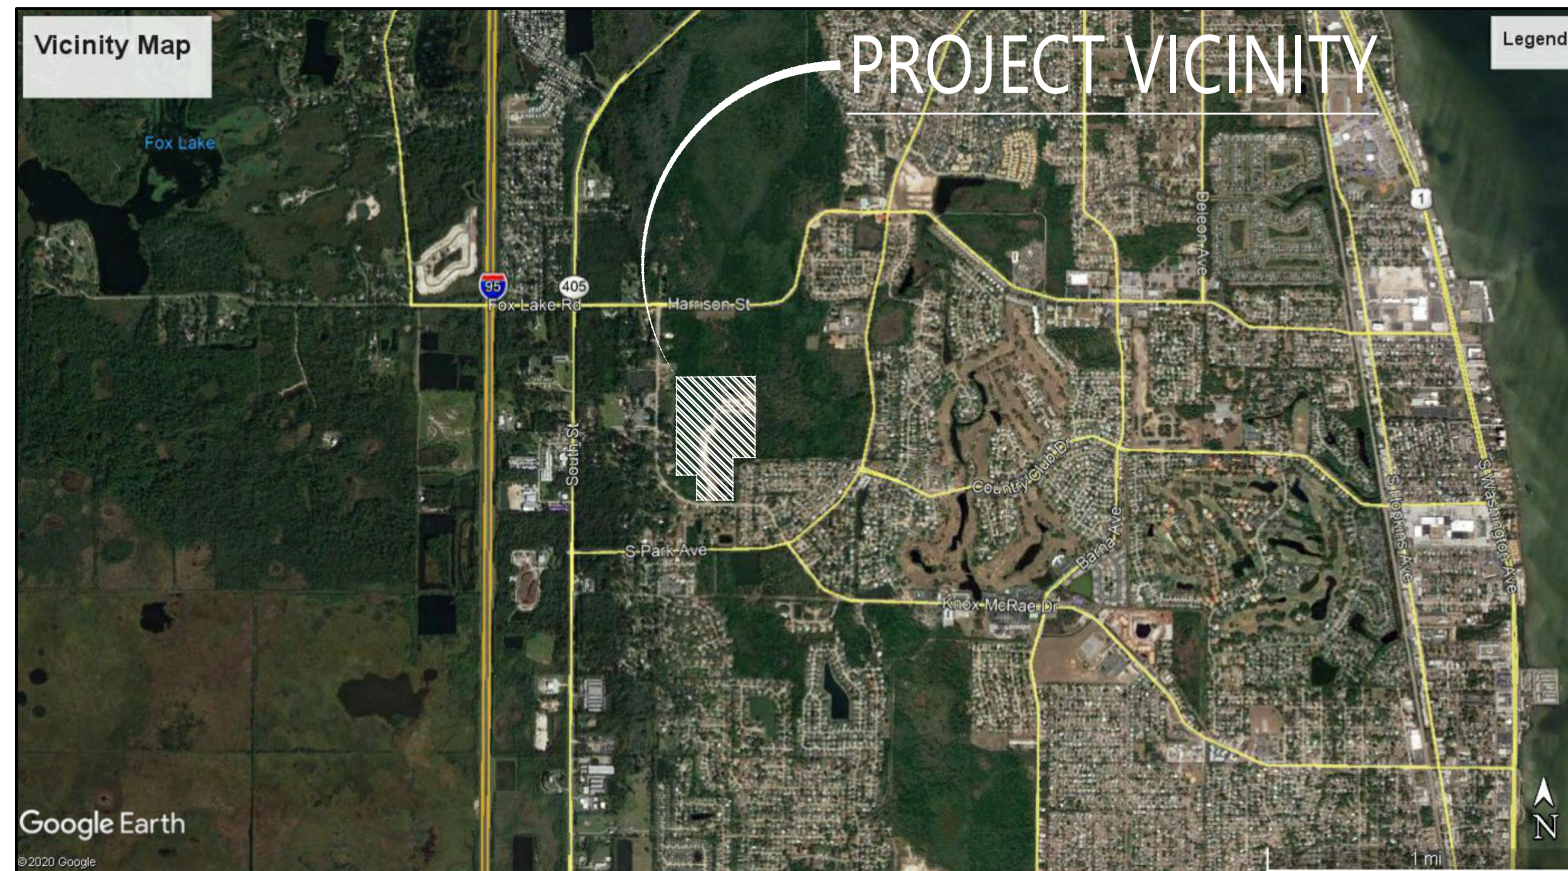 Vicinity Map
PROJECT VICINITY
Legend
Fox Lake
1
Deleon Ave
95
405
Fox Lake Rd
Harrison St
South St
Country Club Dr
S Hopkins Ave
S Washington Ave
Barna Ave
S Park Ave
Knox McRae Dr
Google Earth
N
©2020 Google
1 mi